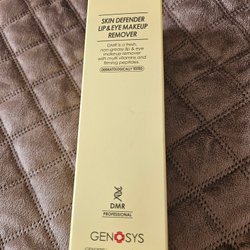 SKIN DEFENDER
LIP&EYE MAKEUP
REMOVER
DMR is a fresh,
non-grease lip & eye
makeup remover
with multi vitamins and
firming peptides.
DERMATOLOGICALLY TESTED
DMR
PROFESSIONAL
GENOSYS